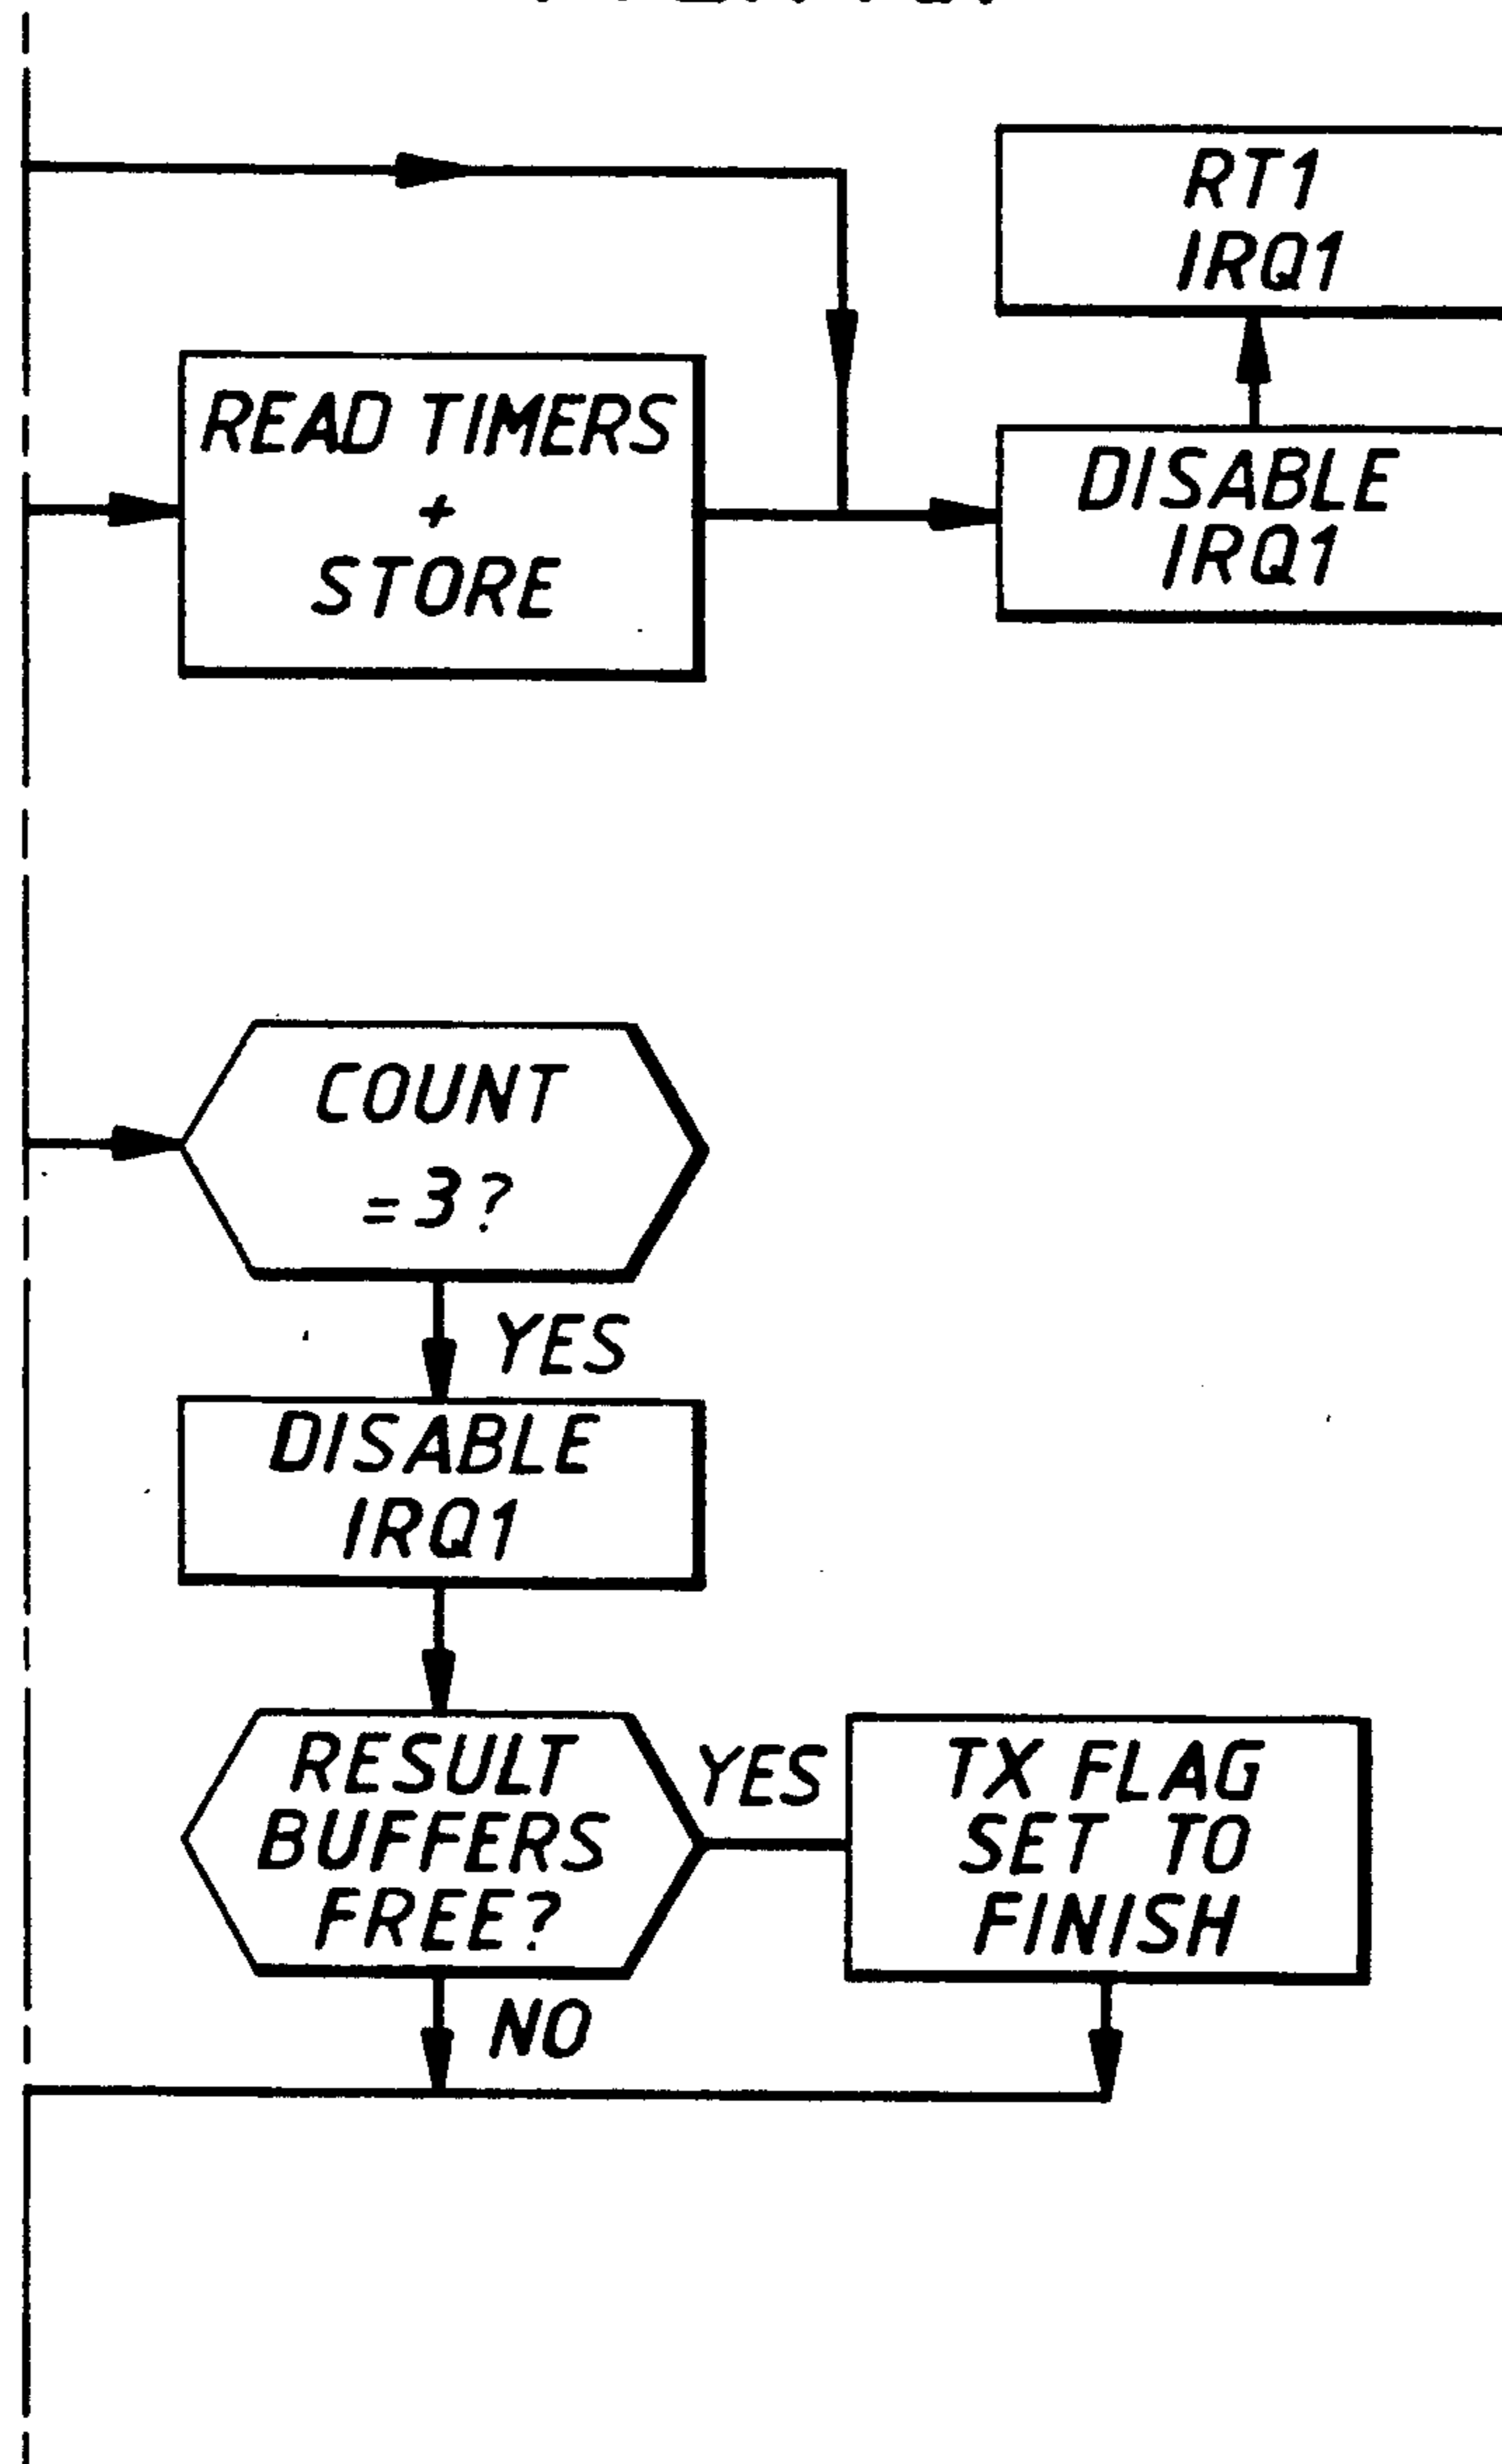 RT1
IRQ1
READ TIMERS
+
STORE
DISABLE
IRQ1
COUNT
=3?
YES
DISABLE
IRQ1
RESULT
BUFFERS
FREE?
YES
TX FLAG
SET TO
FINISH
NO